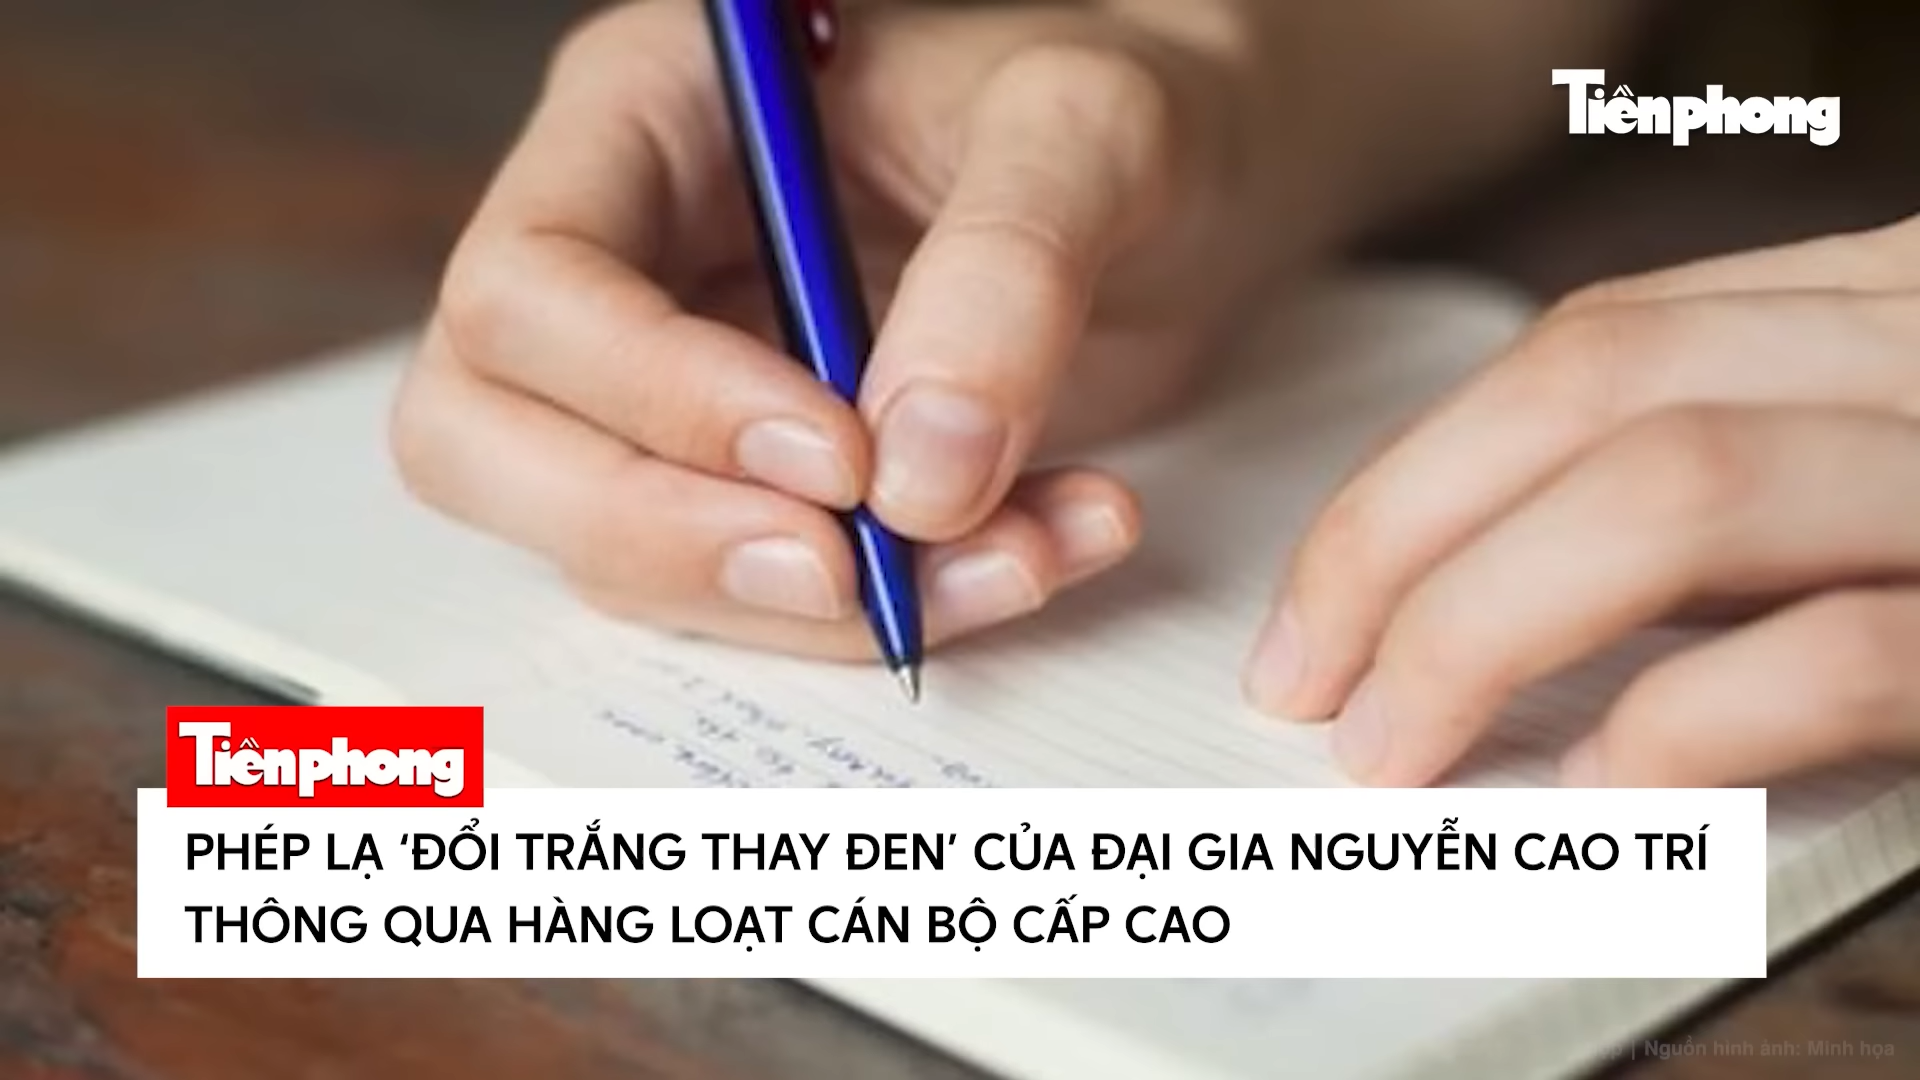 Tiềnphong
Tiềnphong
PHÉP LẠ ‘ĐỔI TRẮNG THAY ĐEN’ CỦA ĐẠI GIA NGUYỄN CAO TRÍ
THÔNG QUA HÀNG LOẠT CÁN BỘ CẤP CAO
| Nguồn hình ảnh: Minh họa